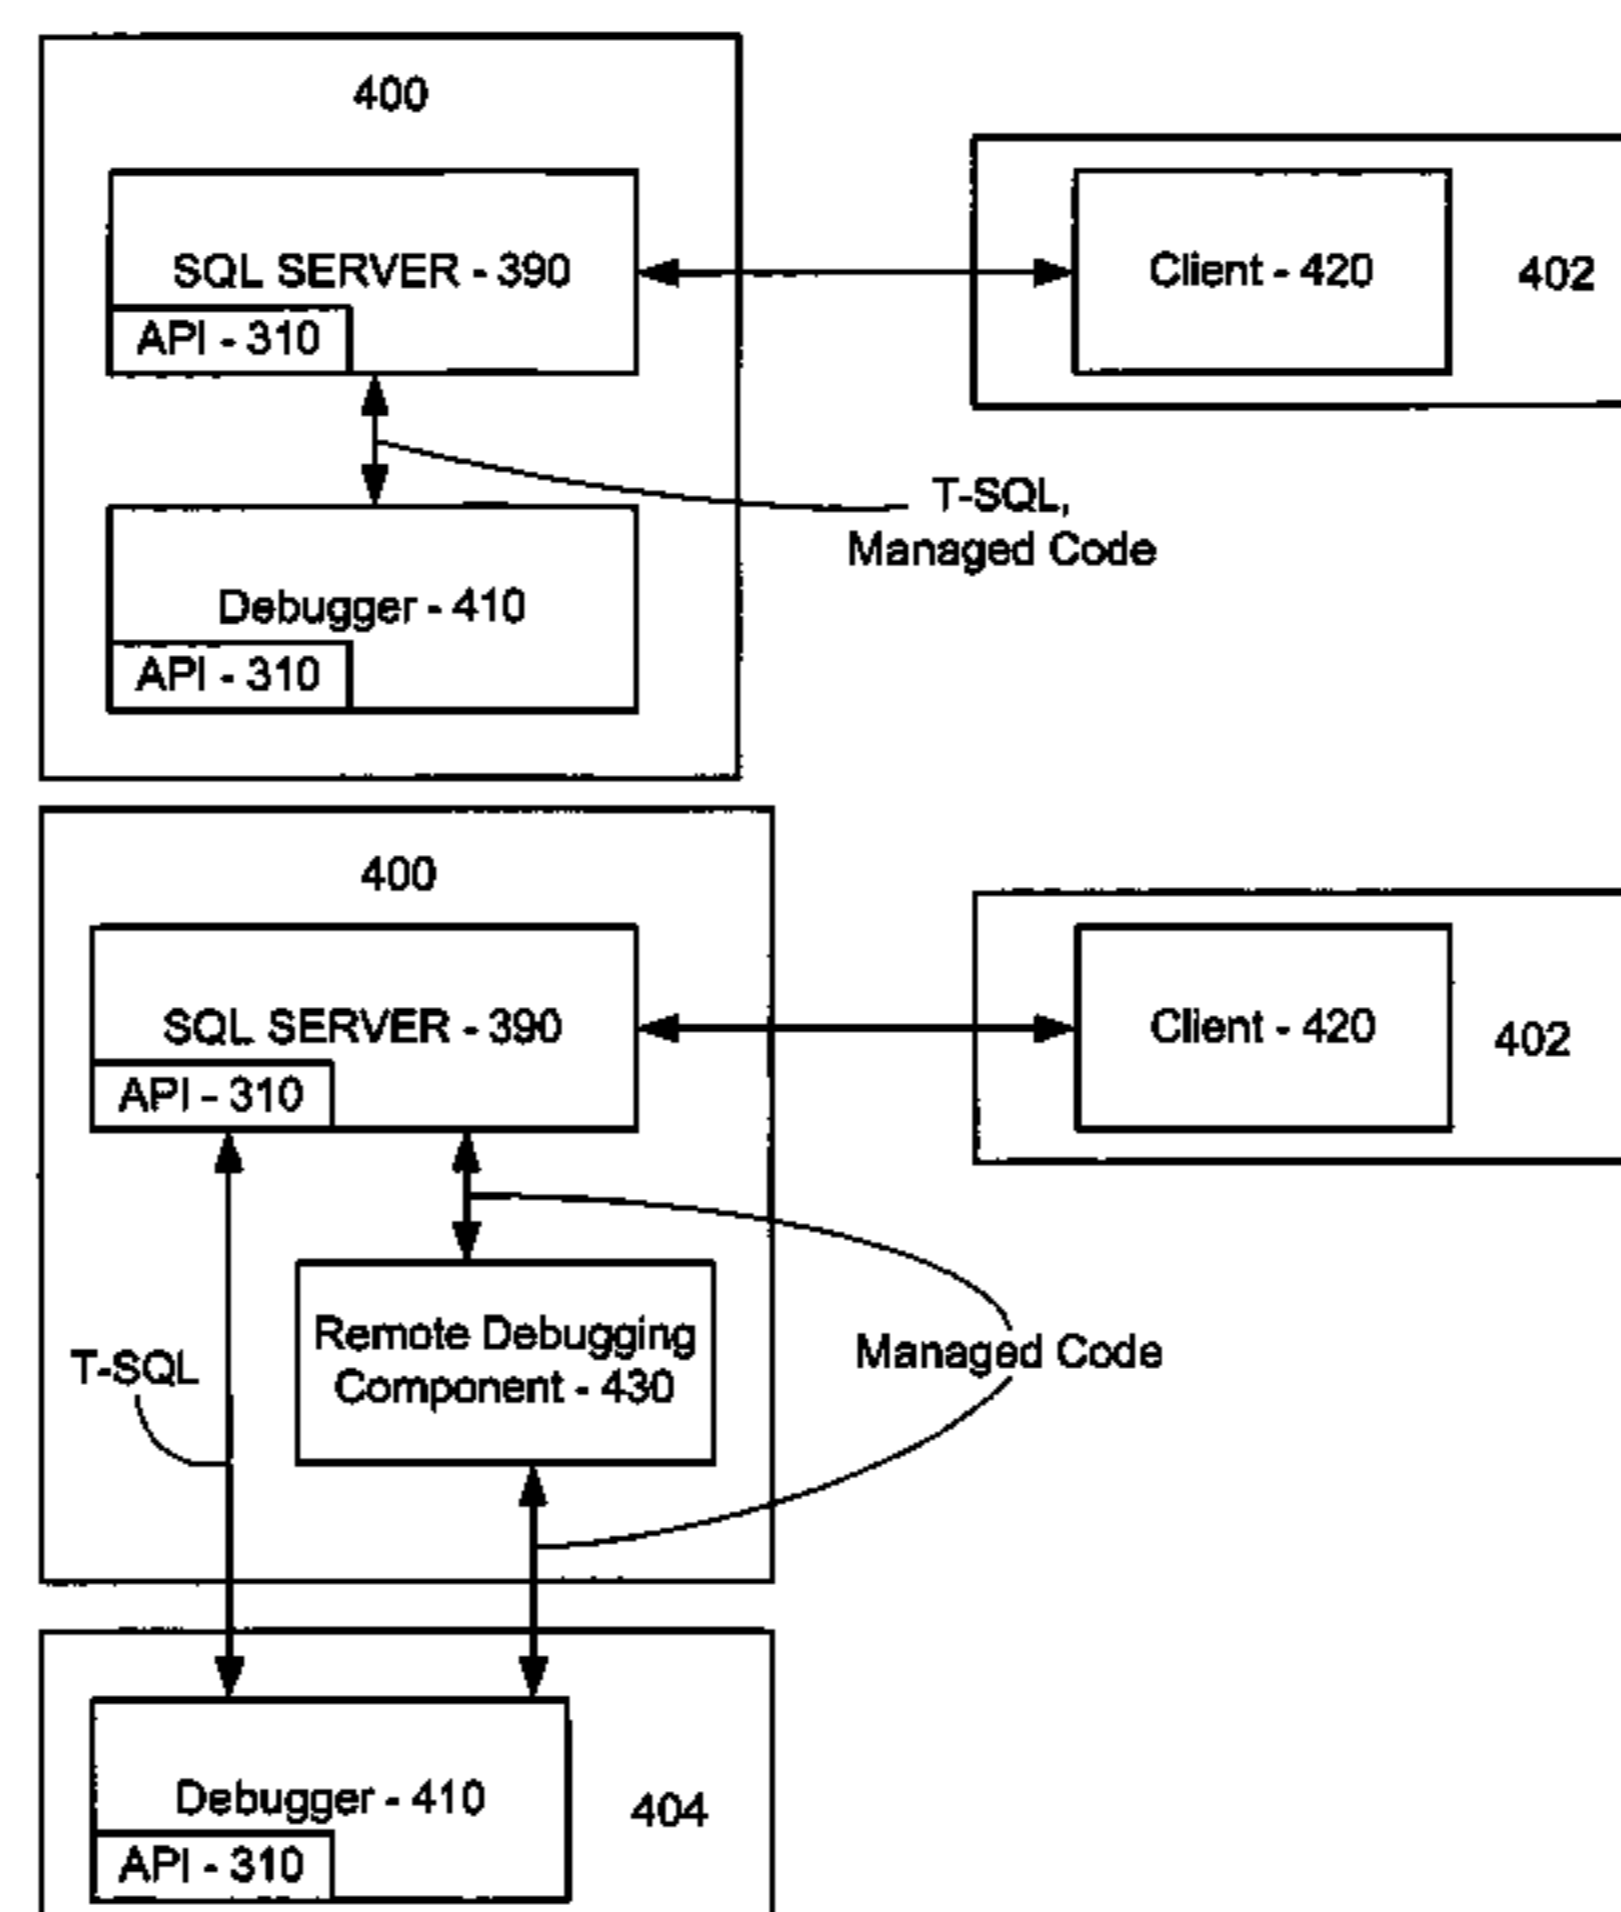 400
SQL SERVER - 390
Client - 420
402
API - 310
T-SQL,
Managed Code
Debugger - 410
API - 310
400
SQL SERVER - 390
Client - 420
402
API - 310
Remote Debugging
Component - 430
T-SQL
Managed Code
Debugger - 410
404
API - 310